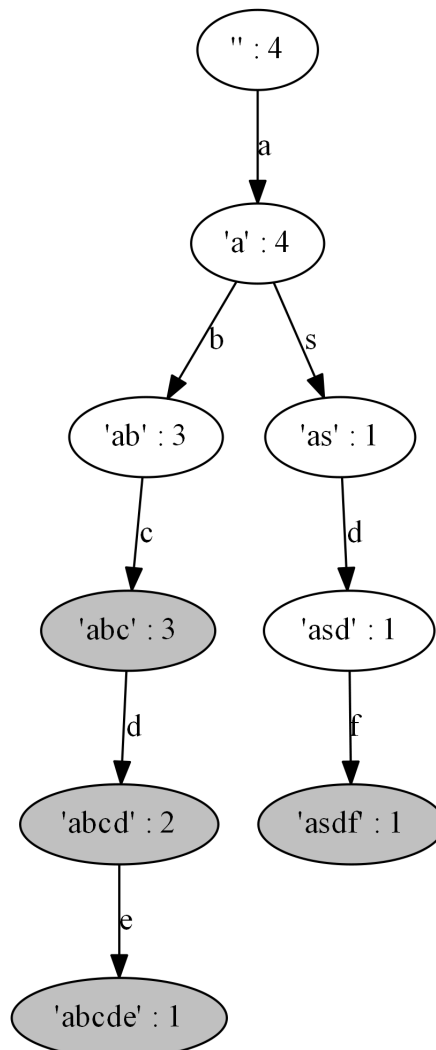 '' : 4
a
'a' : 4
b s
'ab' : 3 'as' : 1
c d
'abc' : 3 'asd' : 1
d f
'abcd' : 2 'asdf' : 1
e
'abcde' : 1